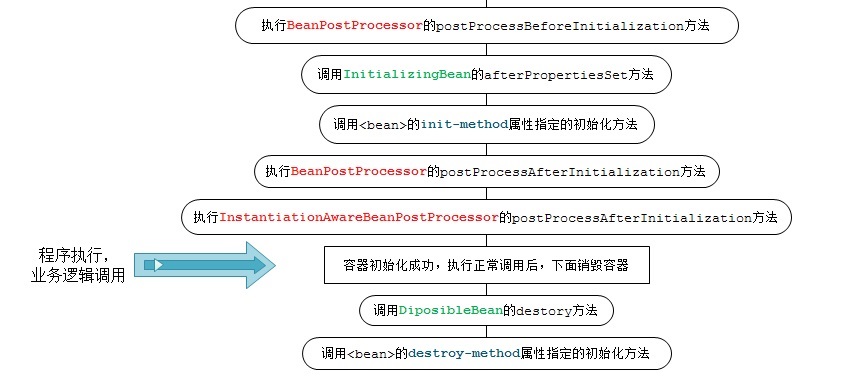 执行BeanPostProcessor的postProcessBeforeInitialization方法
调用InitializingBean的afterPropertiesSet方法
调用<bean>的init-method属性指定的初始化方法
执行BeanPostProcessor的postProcessAfterInitialization方法
执行InstantiationAwareBeanPostProcessor的postProcessAfterInitialization方法
程序执行，
业务逻辑调用
容器初始化成功，执行正常调用后，下面销毁容器
调用DiposibleBean的destory方法
调用<bean>的destroy-method属性指定的初始化方法